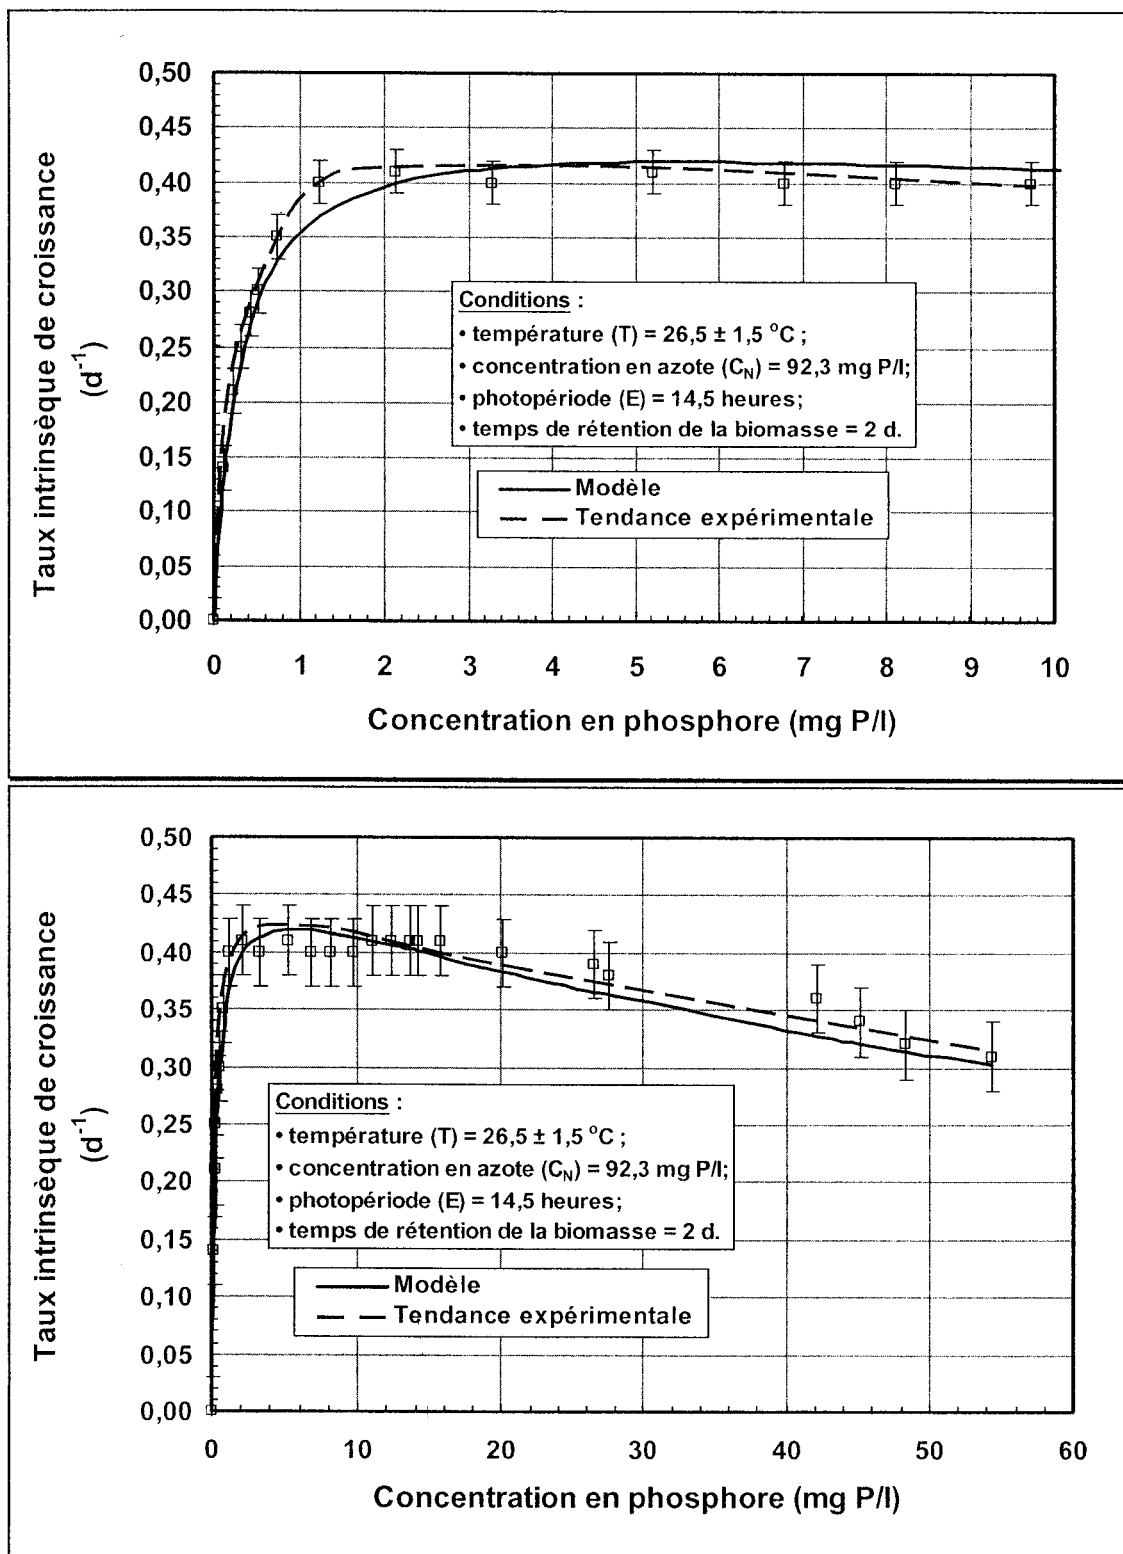 0,50
0,45
0,40
0,35
0,30
0,25
0,20
0,15
0,10
0,05
0,00
Taux intrinsèque de croissance
(d⁻¹)
Conditions :
• température (T) = 26,5 ± 1,5 °C ;
• concentration en azote (C_N) = 92,3 mg P/l;
• photopériode (E) = 14,5 heures;
• temps de rétention de la biomasse = 2 d.
Modèle
Tendance expérimentale
0 1 2 3 4 5 6 7 8 9 10
Concentration en phosphore (mg P/l)
0,50
0,45
0,40
0,35
0,30
0,25
0,20
0,15
0,10
0,05
0,00
Taux intrinsèque de croissance
(d⁻¹)
Conditions :
• température (T) = 26,5 ± 1,5 °C ;
• concentration en azote (C_N) = 92,3 mg P/l;
• photopériode (E) = 14,5 heures;
• temps de rétention de la biomasse = 2 d.
Modèle
Tendance expérimentale
0 10 20 30 40 50 60
Concentration en phosphore (mg P/l)